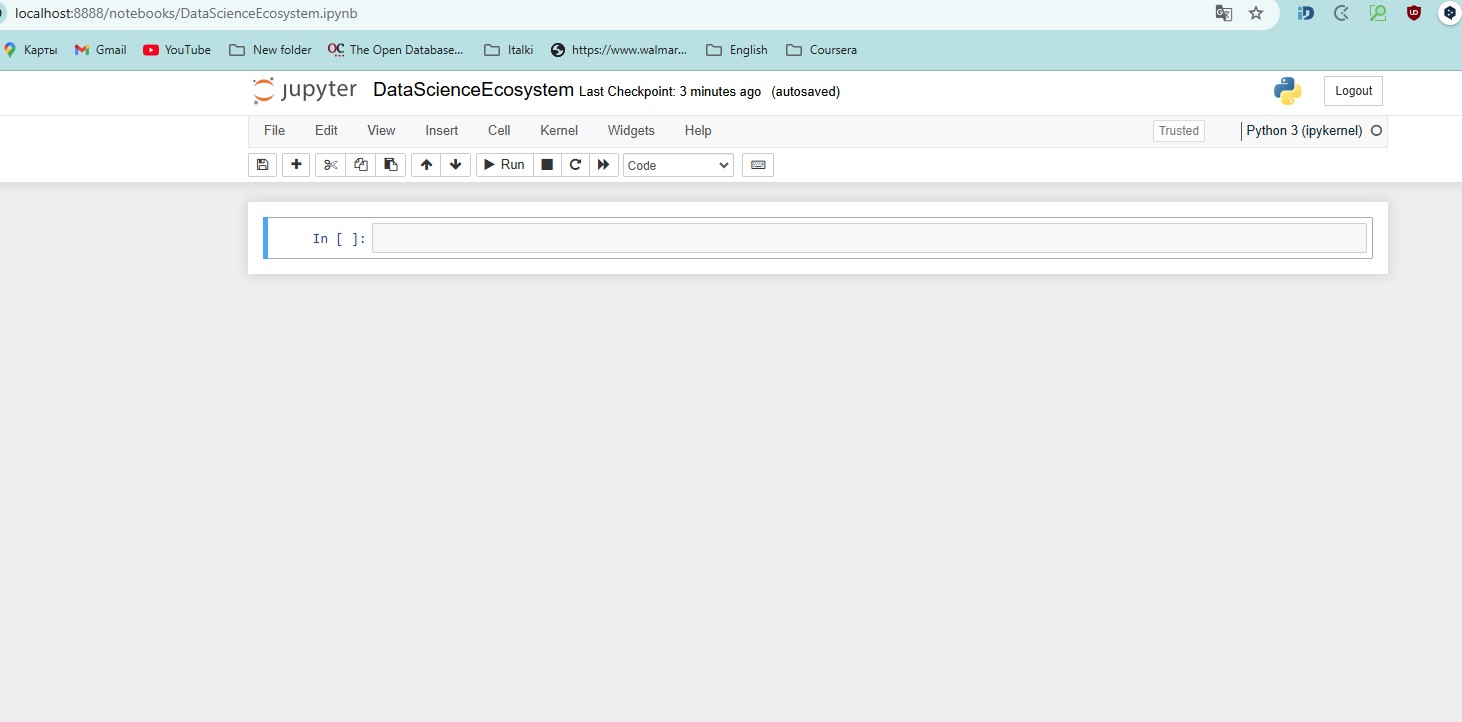 localhost:8888/notebooks/DataScienceEcosystem.ipynb
Карты Gmail YouTube New folder OC The Open Database... Italki https://www.walmar... English Coursera
jupyter DataScienceEcosystem Last Checkpoint: 3 minutes ago (autosaved) Logout
File Edit View Insert Cell Kernel Widgets Help Trusted Python 3 (ipykernel)
Run Code
In [ ]: